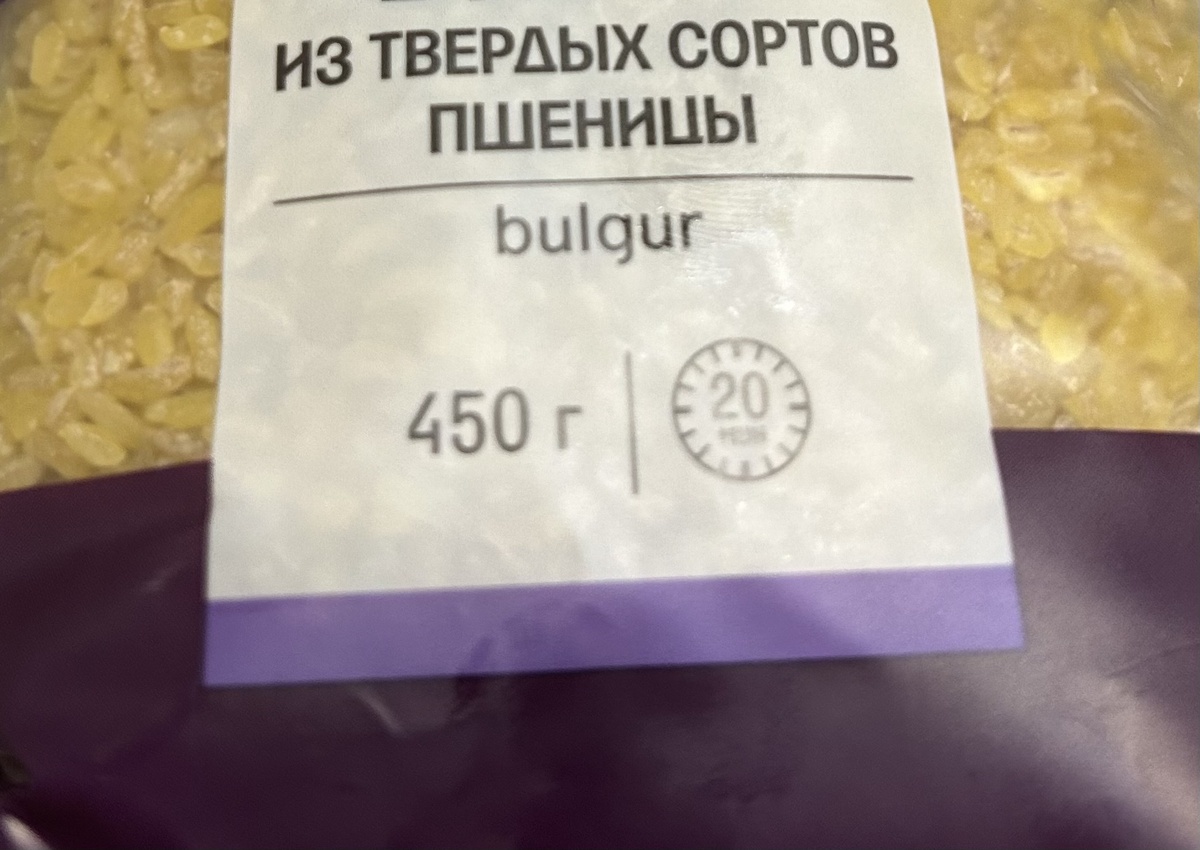 ИЗ ТВЕРДЫХ СОРТОВ
ПШЕНИЦЫ
bulgur
450 г
20